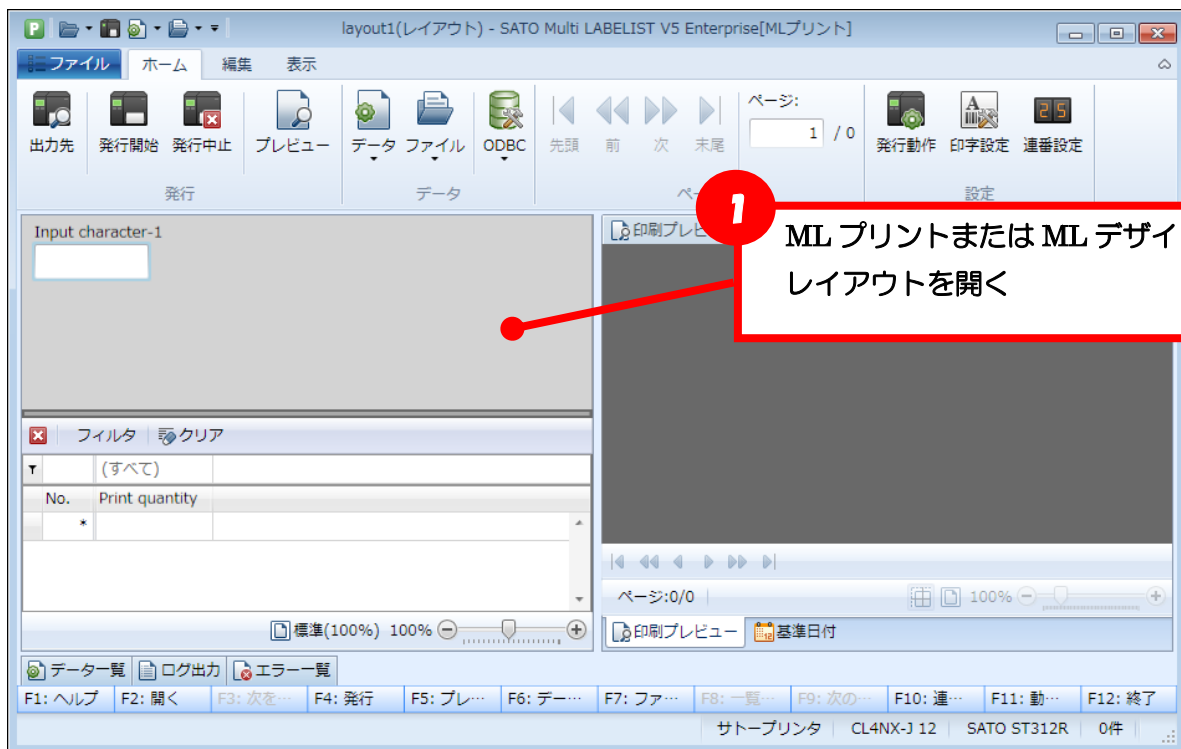 layout1(レイアウト) - SATO Multi LABELIST V5 Enterprise[MLプリント]
ファイル ホーム 編集 表示
ページ:
1 / 0
出力先 発行開始 発行中止 プレビュー データ ファイル ODBC 先頭 前 次 末尾 発行動作 印字設定 連番設定
発行 データ ペー 設定
1
ML プリントまたは ML デザイ
レイアウトを開く
Input character-1
印刷プレビ
フィルタ クリア
(すべて)
No. Print quantity
*
ページ:0/0 100%
標準(100%) 100%
印刷プレビュー 基準日付
データ一覧 ログ出力 エラー一覧
F1: ヘルプ F2: 開く F3: 次を… F4: 発行 F5: プレ… F6: デー… F7: ファ… F8: 一覧… F9: 次の… F10: 連… F11: 動… F12: 終了
サトープリンタ CL4NX-J 12 SATO ST312R 0件